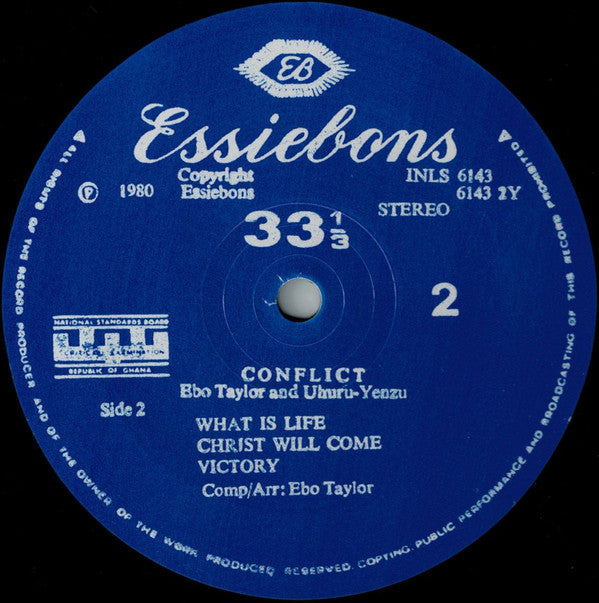 EB
Essiebons
℗ 1980 Copyright Essiebons
INLS 6143
6143 2Y
STEREO
33 1/3
2
NATIONAL STANDARDS BOARD
REPUBLIC OF GHANA
Side 2
CONFLICT
Ebo Taylor and Uhuru-Yenzu
WHAT IS LIFE
CHRIST WILL COME
VICTORY
Comp/Arr: Ebo Taylor
ALL RIGHTS OF THE RECORD PRODUCER AND OF THE OWNER OF THE WORK PRODUCED RESERVED. COPTING. PUBLIC PERFORMANCE AND BROADCASTING OF THIS RECORD PROHIBITED